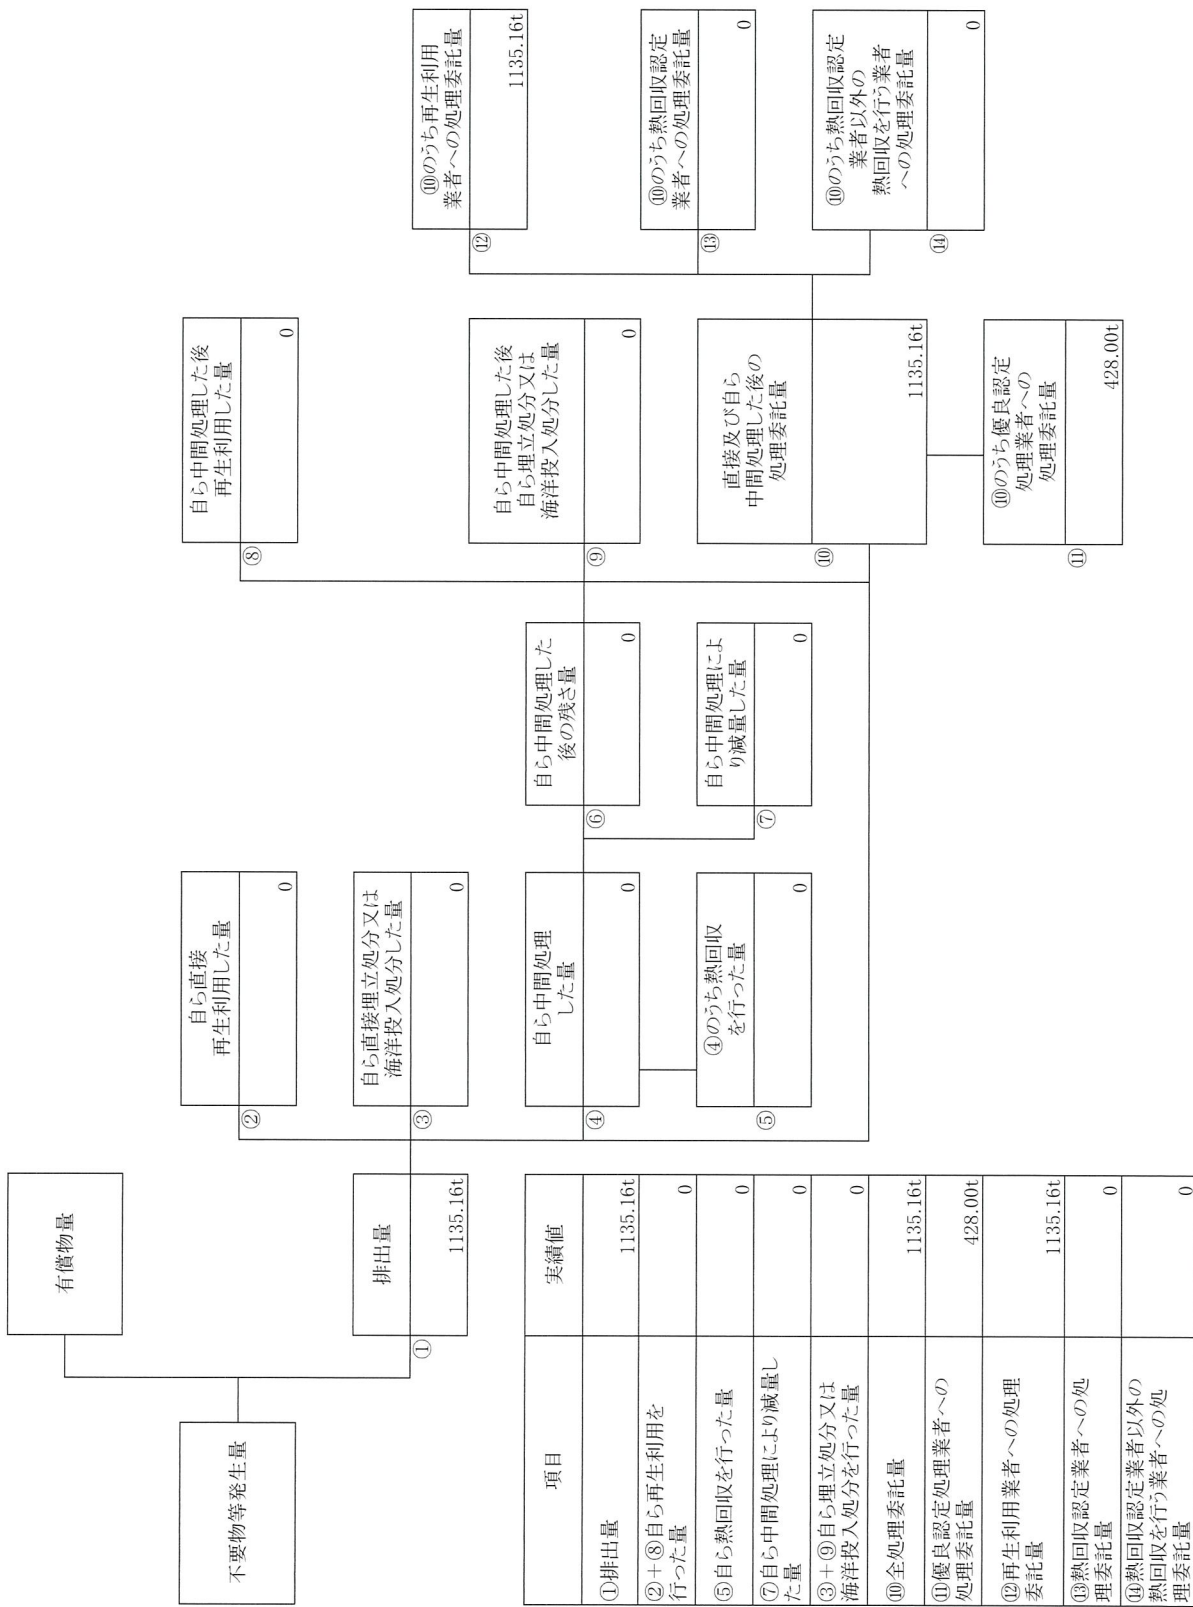 不要物等発生量
有償物量
①
排出量
1135.16t
②
自ら直接
再生利用した量
0
③
自ら直接埋立処分又は
海洋投入処分した量
0
④
自ら中間処理
した量
0
⑤
④のうち熱回収
を行った量
0
⑥
自ら中間処理した
後の残さ量
0
⑦
自ら中間処理によ
り減量した量
0
⑧
自ら中間処理した後
再生利用した量
0
⑨
自ら中間処理した後
自ら埋立処分又は
海洋投入処分した量
0
⑩
直接及び自ら
中間処理した後の
処理委託量
1135.16t
⑪
⑩のうち優良認定
処理業者への
処理委託量
428.00t
⑫
⑩のうち再生利用
業者への処理委託量
1135.16t
⑬
⑩のうち熱回収認定
業者への処理委託量
0
⑭
⑩のうち熱回収認定
業者以外の
熱回収を行う業者
への処理委託量
0
項目
実績値
①排出量
1135.16t
②+⑧自ら再生利用を
行った量
0
⑤自ら熱回収を行った量
0
⑦自ら中間処理により減量し
た量
0
③+⑨自ら埋立処分又は
海洋投入処分を行った量
0
⑩全処理委託量
1135.16t
⑪優良認定処理業者への
処理委託量
428.00t
⑫再生利用業者への処理
委託量
1135.16t
⑬熱回収認定業者への処
理委託量
0
⑭熱回収認定業者以外の
熱回収を行う業者への処
理委託量
0